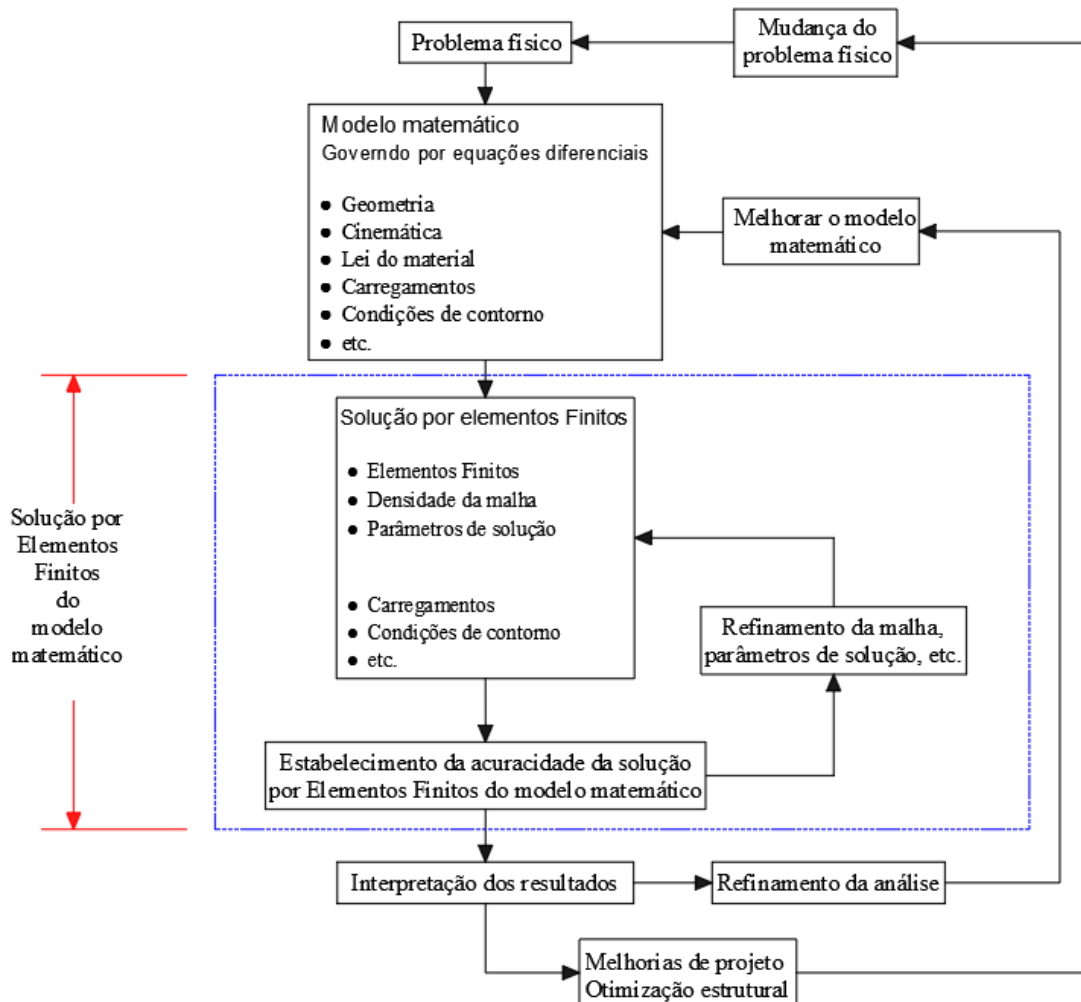 Problema físico
Mudança do
problema físico
Modelo matemático
Governdo por equações diferenciais
● Geometria
● Cinemática
● Lei do material
● Carregamentos
● Condições de contorno
● etc.
Melhorar o modelo
matemático
Solução por
Elementos
Finitos
do
modelo
matemático
Solução por elementos Finitos
● Elementos Finitos
● Densidade da malha
● Parâmetros de solução
● Carregamentos
● Condições de contorno
● etc.
Refinamento da malha,
parâmetros de solução, etc.
Estabelecimento da acuracidade da solução
por Elementos Finitos do modelo matemático
Interpretação dos resultados
Refinamento da análise
Melhorias de projeto
Otimização estrutural